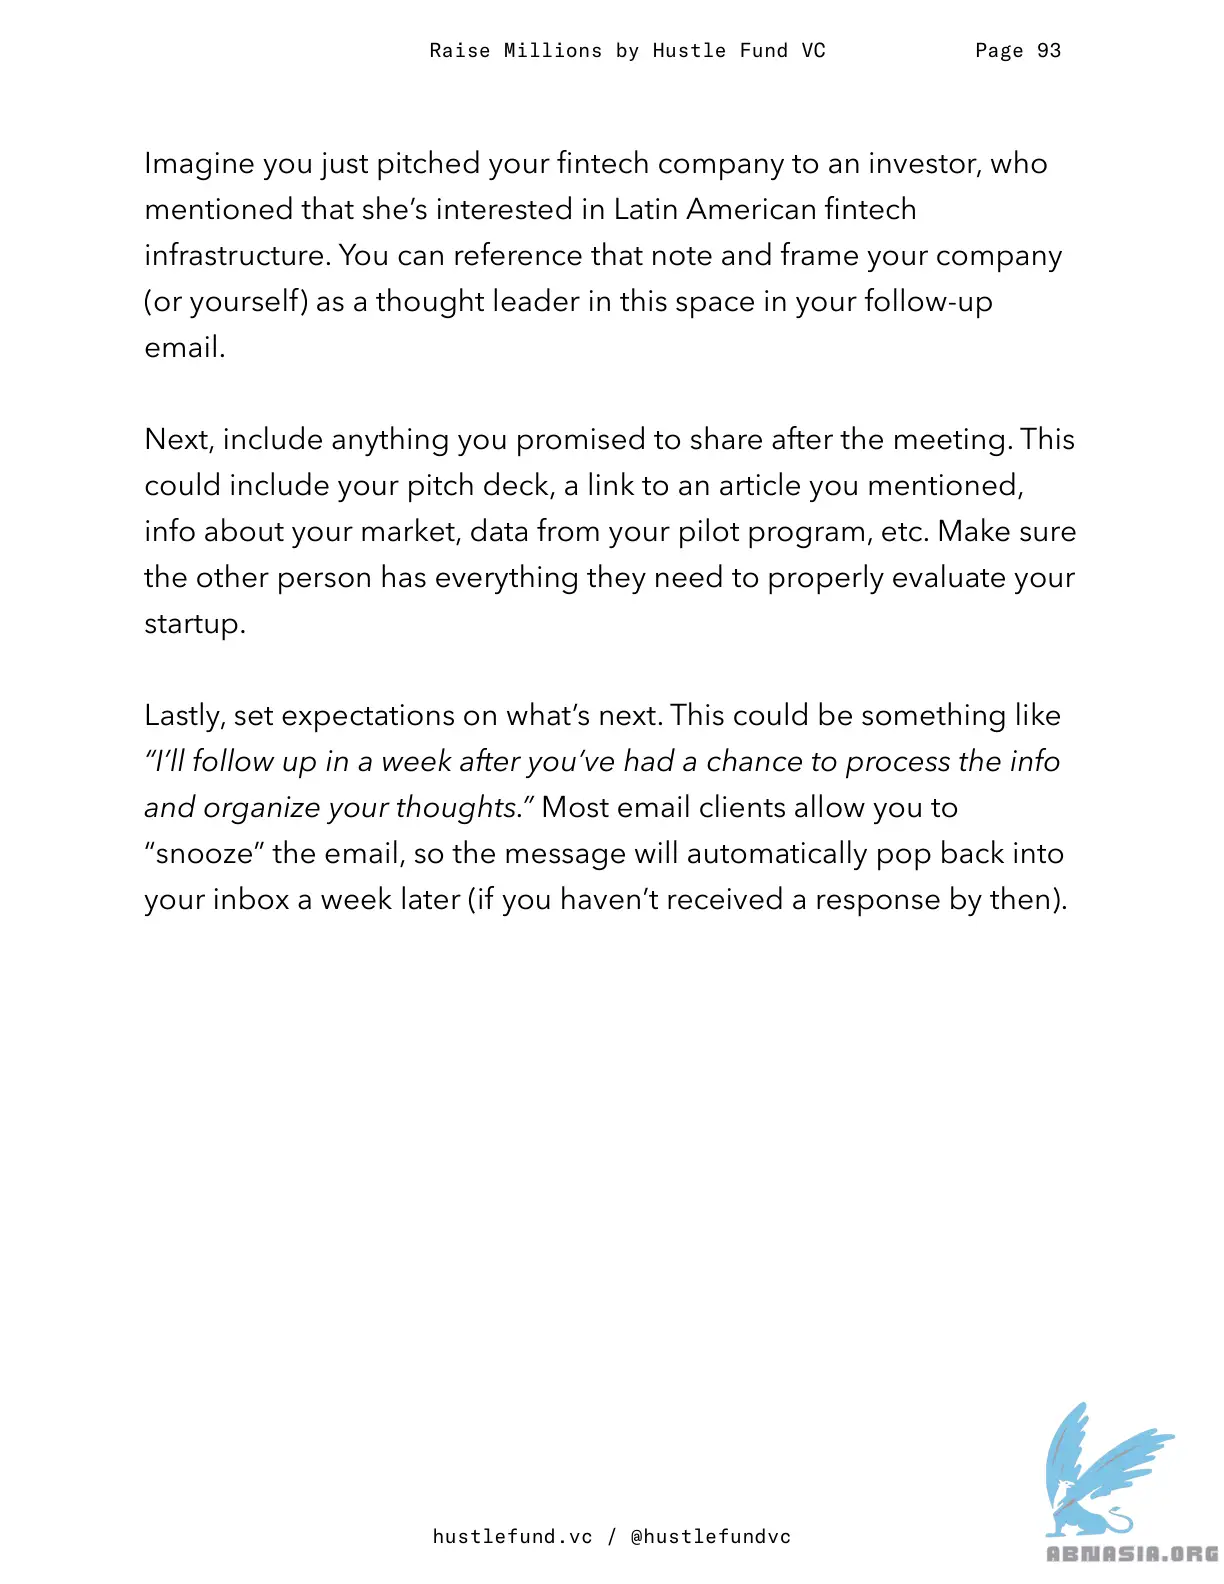 Raise Millions by Hustle Fund VC Page 93
Imagine you just pitched your fintech company to an investor, who
mentioned that she’s interested in Latin American fintech
infrastructure. You can reference that note and frame your company
(or yourself) as a thought leader in this space in your follow-up
email.
Next, include anything you promised to share after the meeting. This
could include your pitch deck, a link to an article you mentioned,
info about your market, data from your pilot program, etc. Make sure
the other person has everything they need to properly evaluate your
startup.
Lastly, set expectations on what’s next. This could be something like
“I’ll follow up in a week after you’ve had a chance to process the info
and organize your thoughts.” Most email clients allow you to
“snooze” the email, so the message will automatically pop back into
your inbox a week later (if you haven’t received a response by then).
hustlefund.vc / @hustlefundvc
ABNASIA.ORG